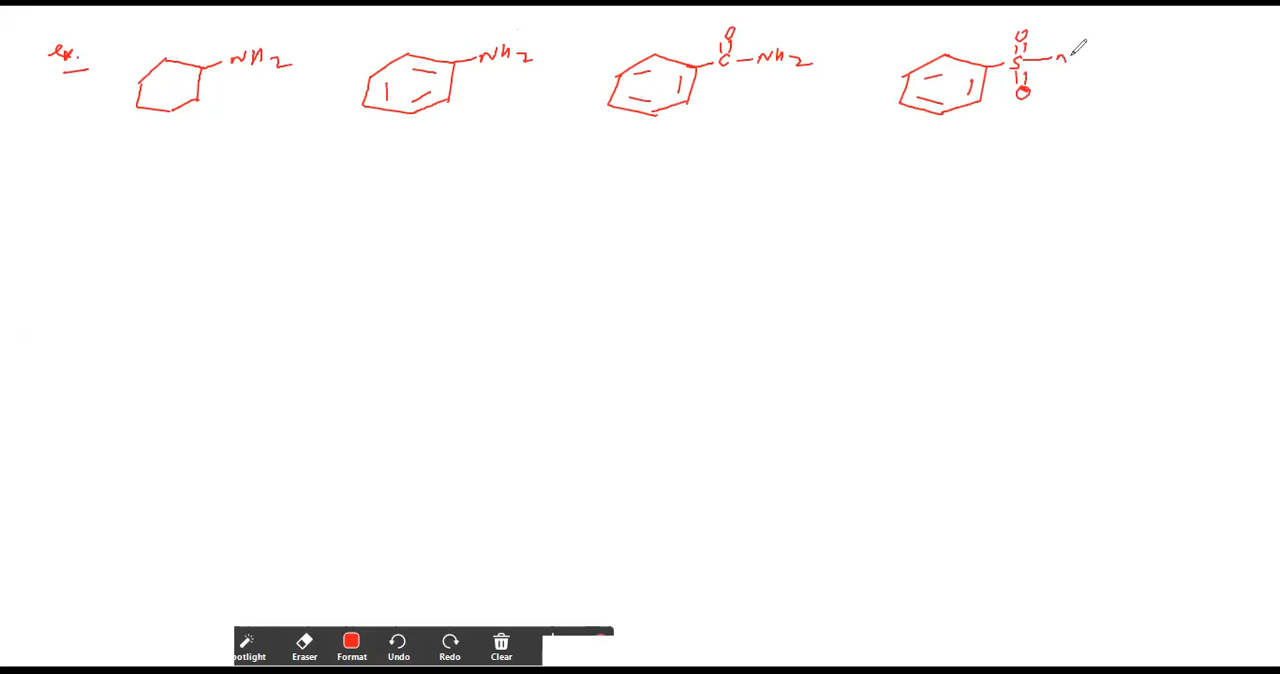 ex. NH2 NH2 O
C - NH2 O
S
O
Spotlight Eraser Format Undo Redo Clear